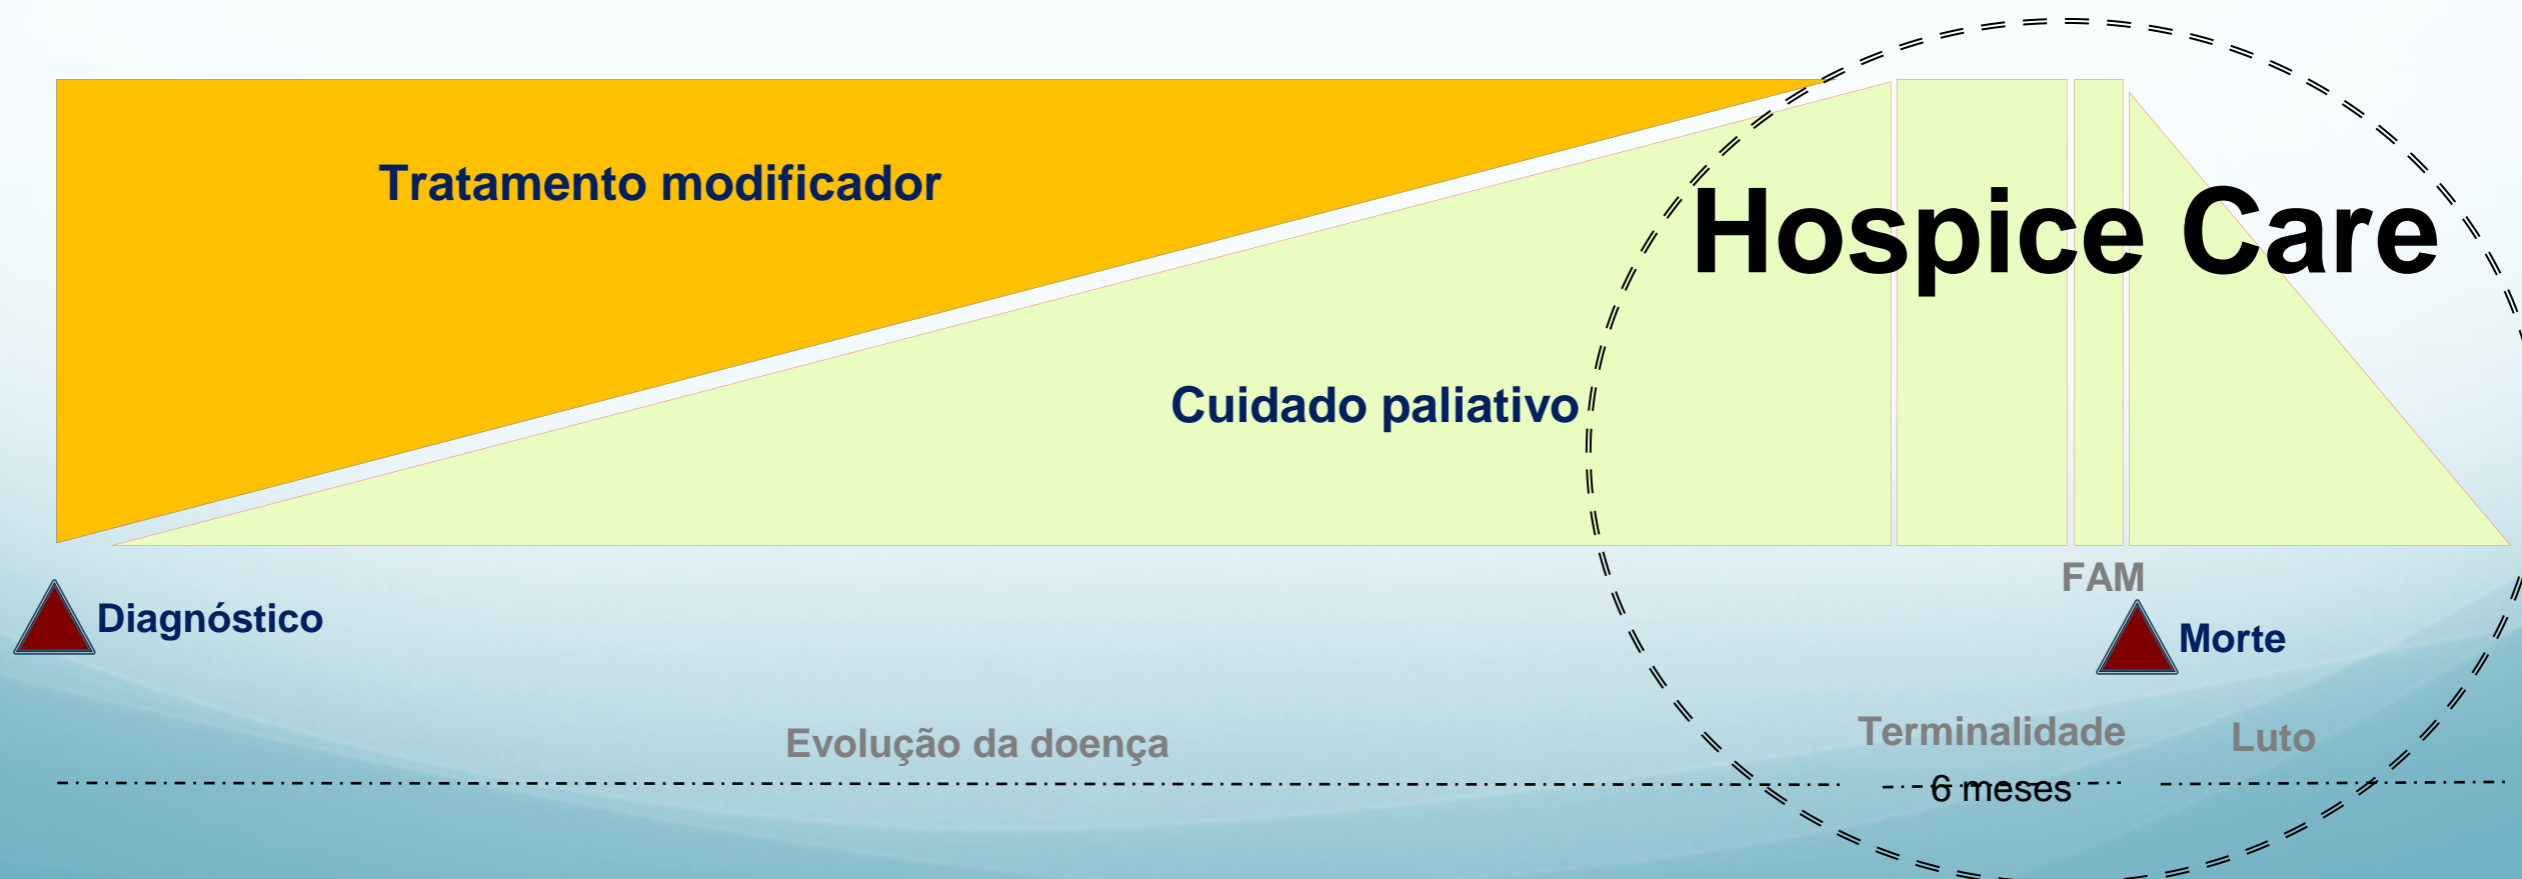 Tratamento modificador
Hospice Care
Cuidado paliativo
FAM
Diagnóstico
Morte
Evolução da doença
Terminalidade
Luto
6 meses